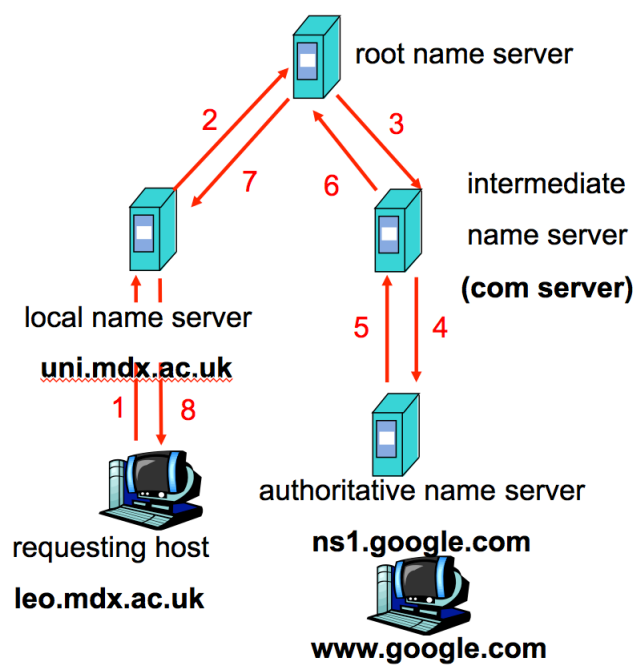 root name server
2
3
7
6
intermediate
name server
(com server)
local name server
uni.mdx.ac.uk
5
4
1
8
authoritative name server
ns1.google.com
requesting host
leo.mdx.ac.uk
www.google.com